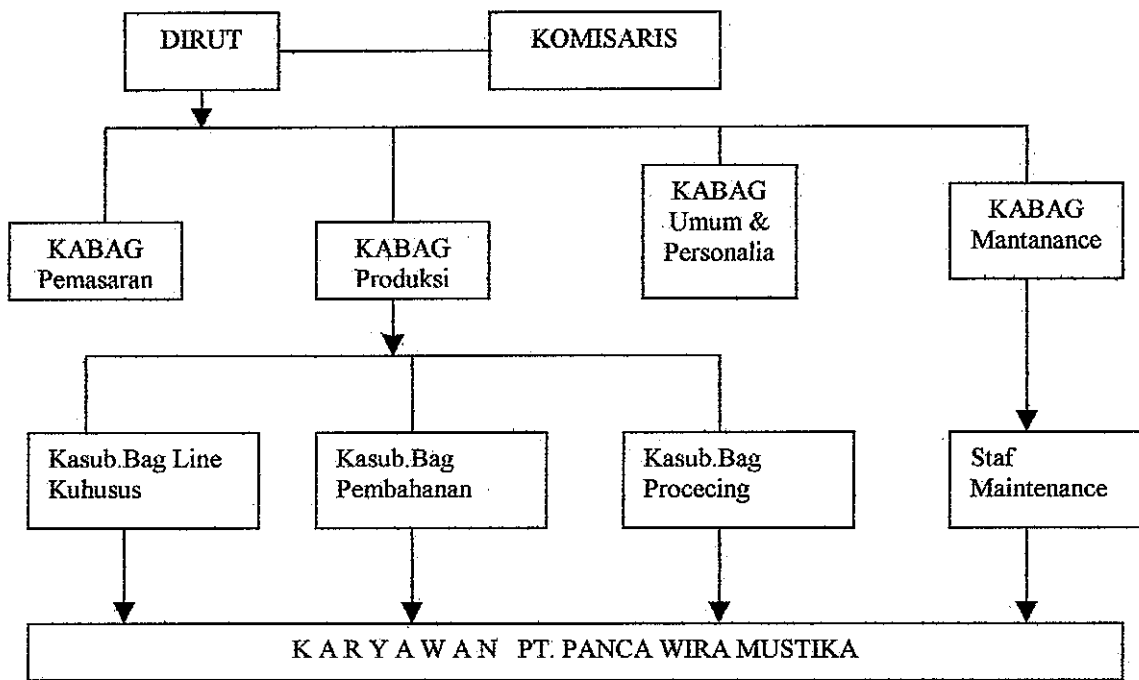 DIRUT
KOMISARIS
KABAG
Pemasaran
KABAG
Produksi
KABAG
Umum &
Personalia
KABAG
Mantanance
Kasub.Bag Line
Kuhusus
Kasub.Bag
Pembahanan
Kasub.Bag
Prococing
Staf
Maintenance
K A R Y A W A N PT. PANCA WIRA MUSTIKA